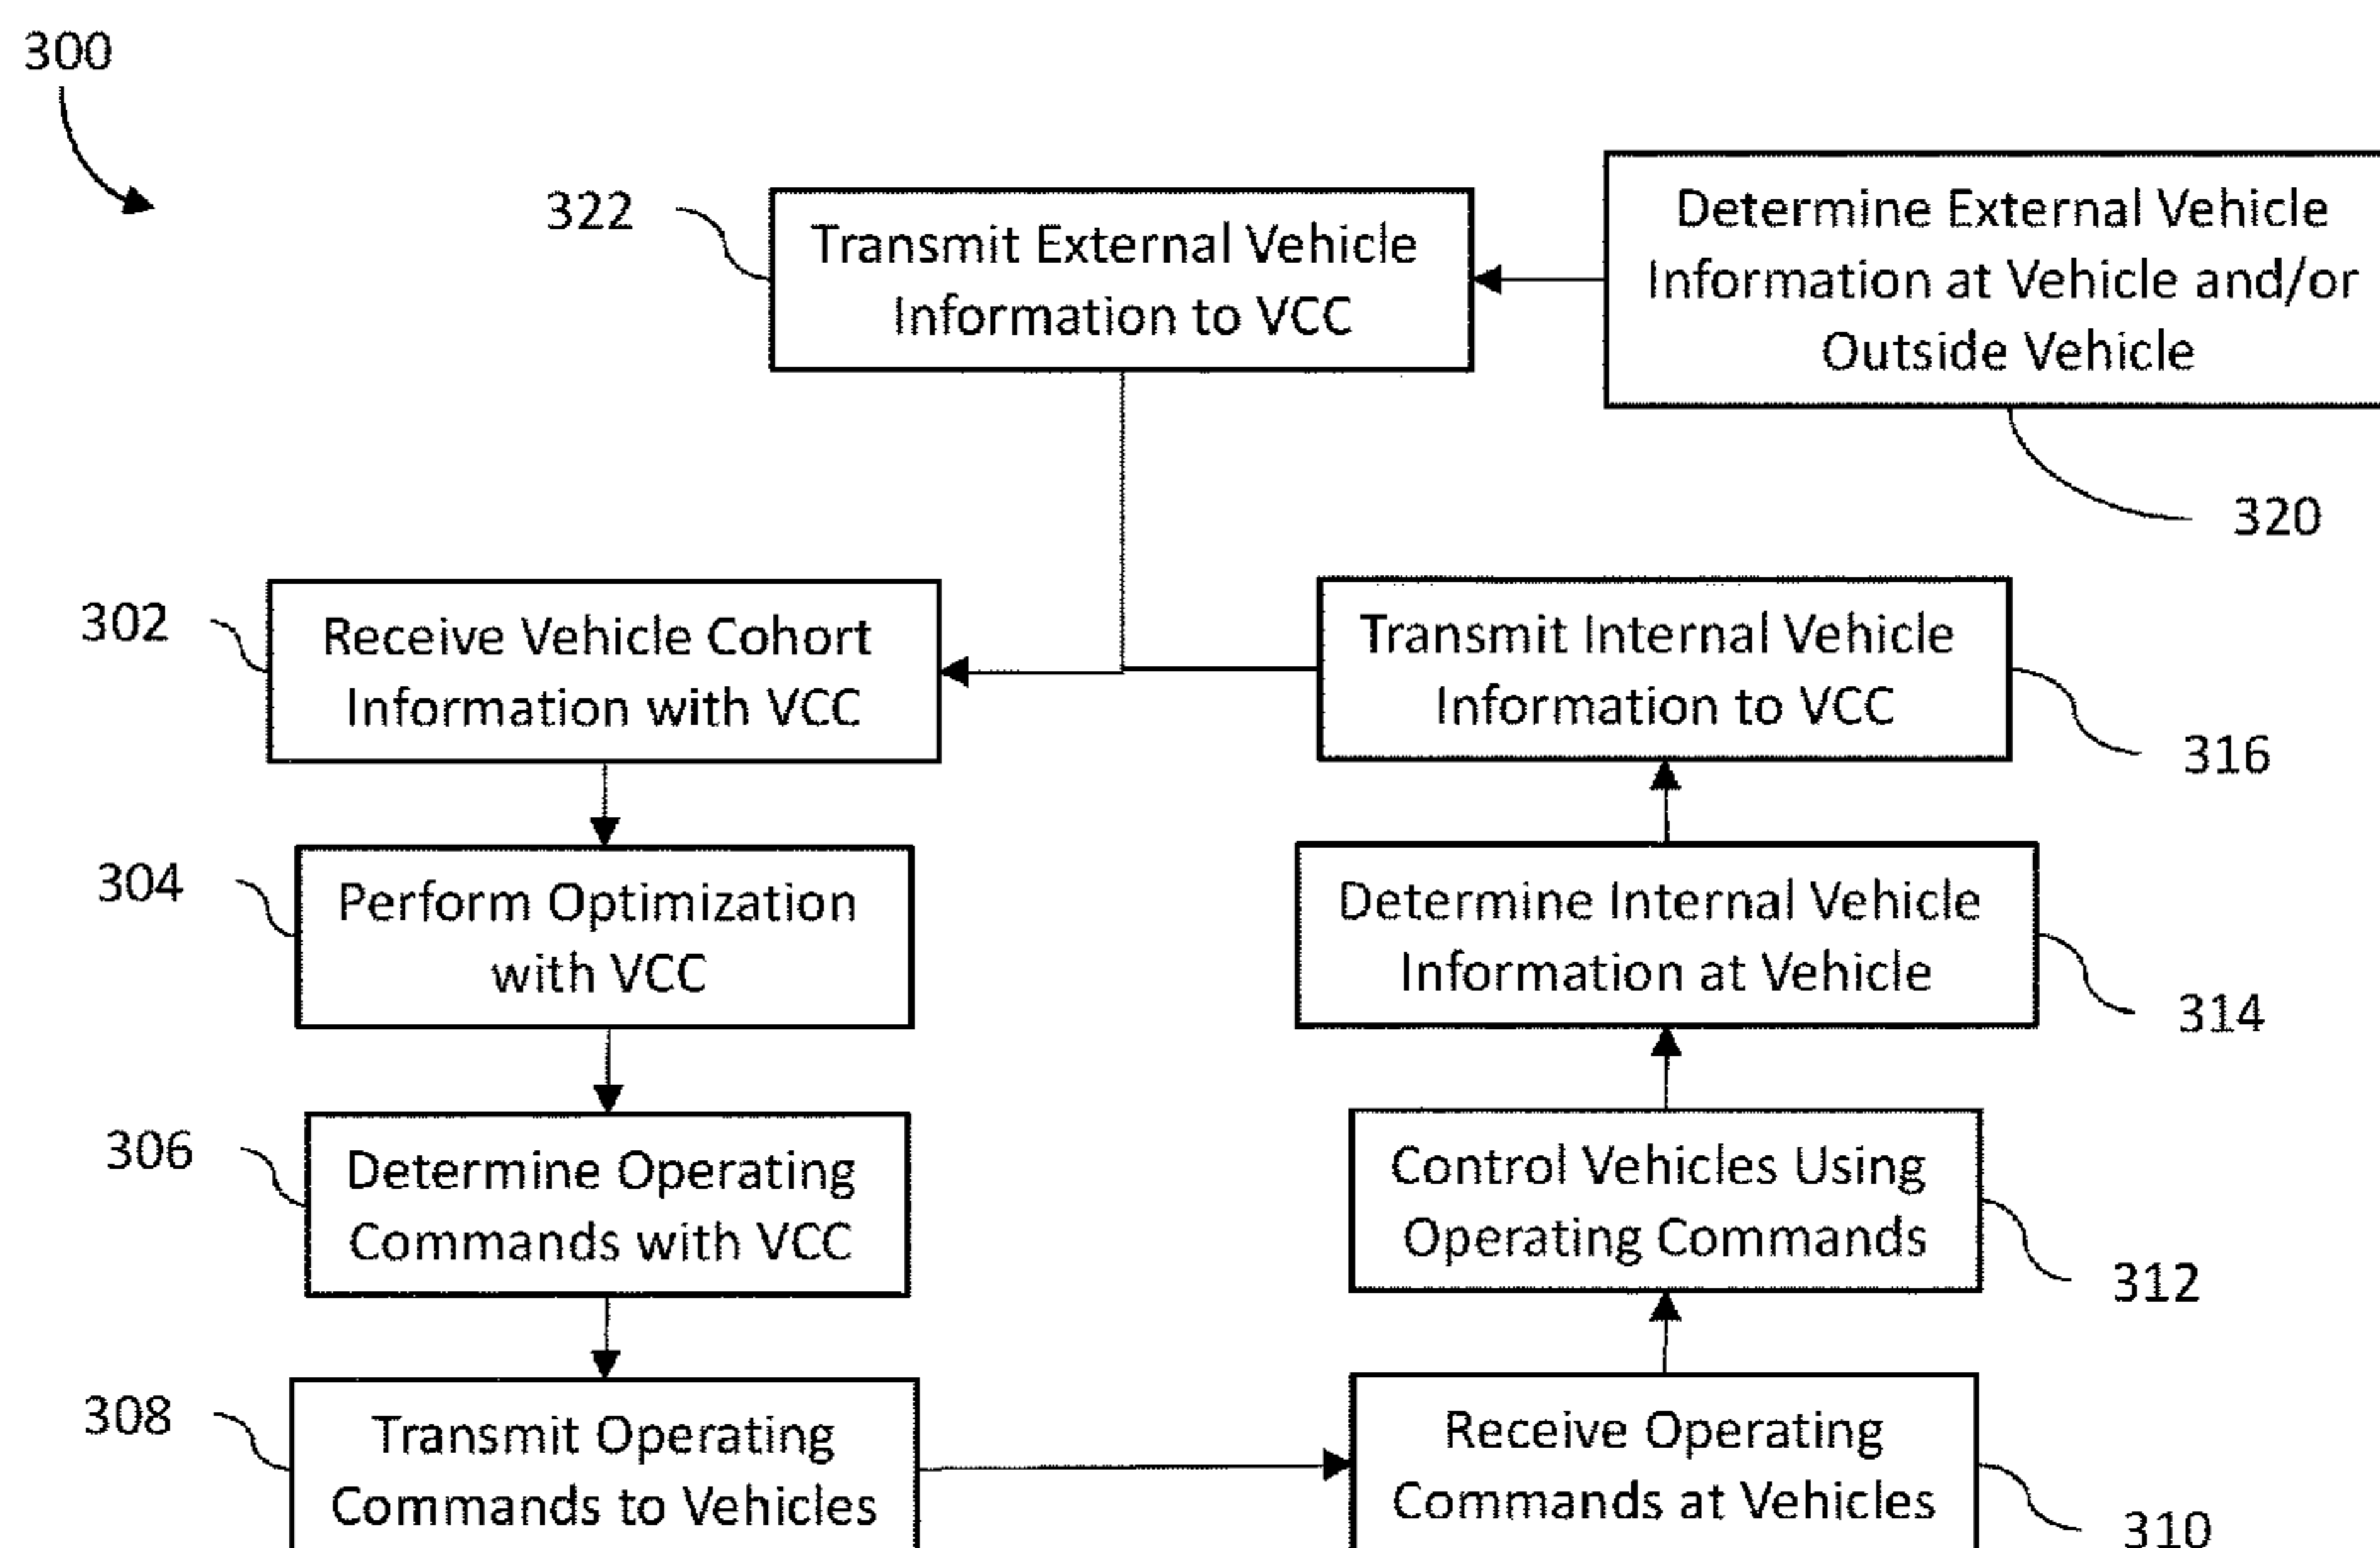 300
322
Transmit External Vehicle
Information to VCC
Determine External Vehicle
Information at Vehicle and/or
Outside Vehicle
320
302
Receive Vehicle Cohort
Information with VCC
Transmit Internal Vehicle
Information to VCC
316
304
Perform Optimization
with VCC
Determine Internal Vehicle
Information at Vehicle
314
306
Determine Operating
Commands with VCC
Control Vehicles Using
Operating Commands
312
308
Transmit Operating
Commands to Vehicles
Receive Operating
Commands at Vehicles
310